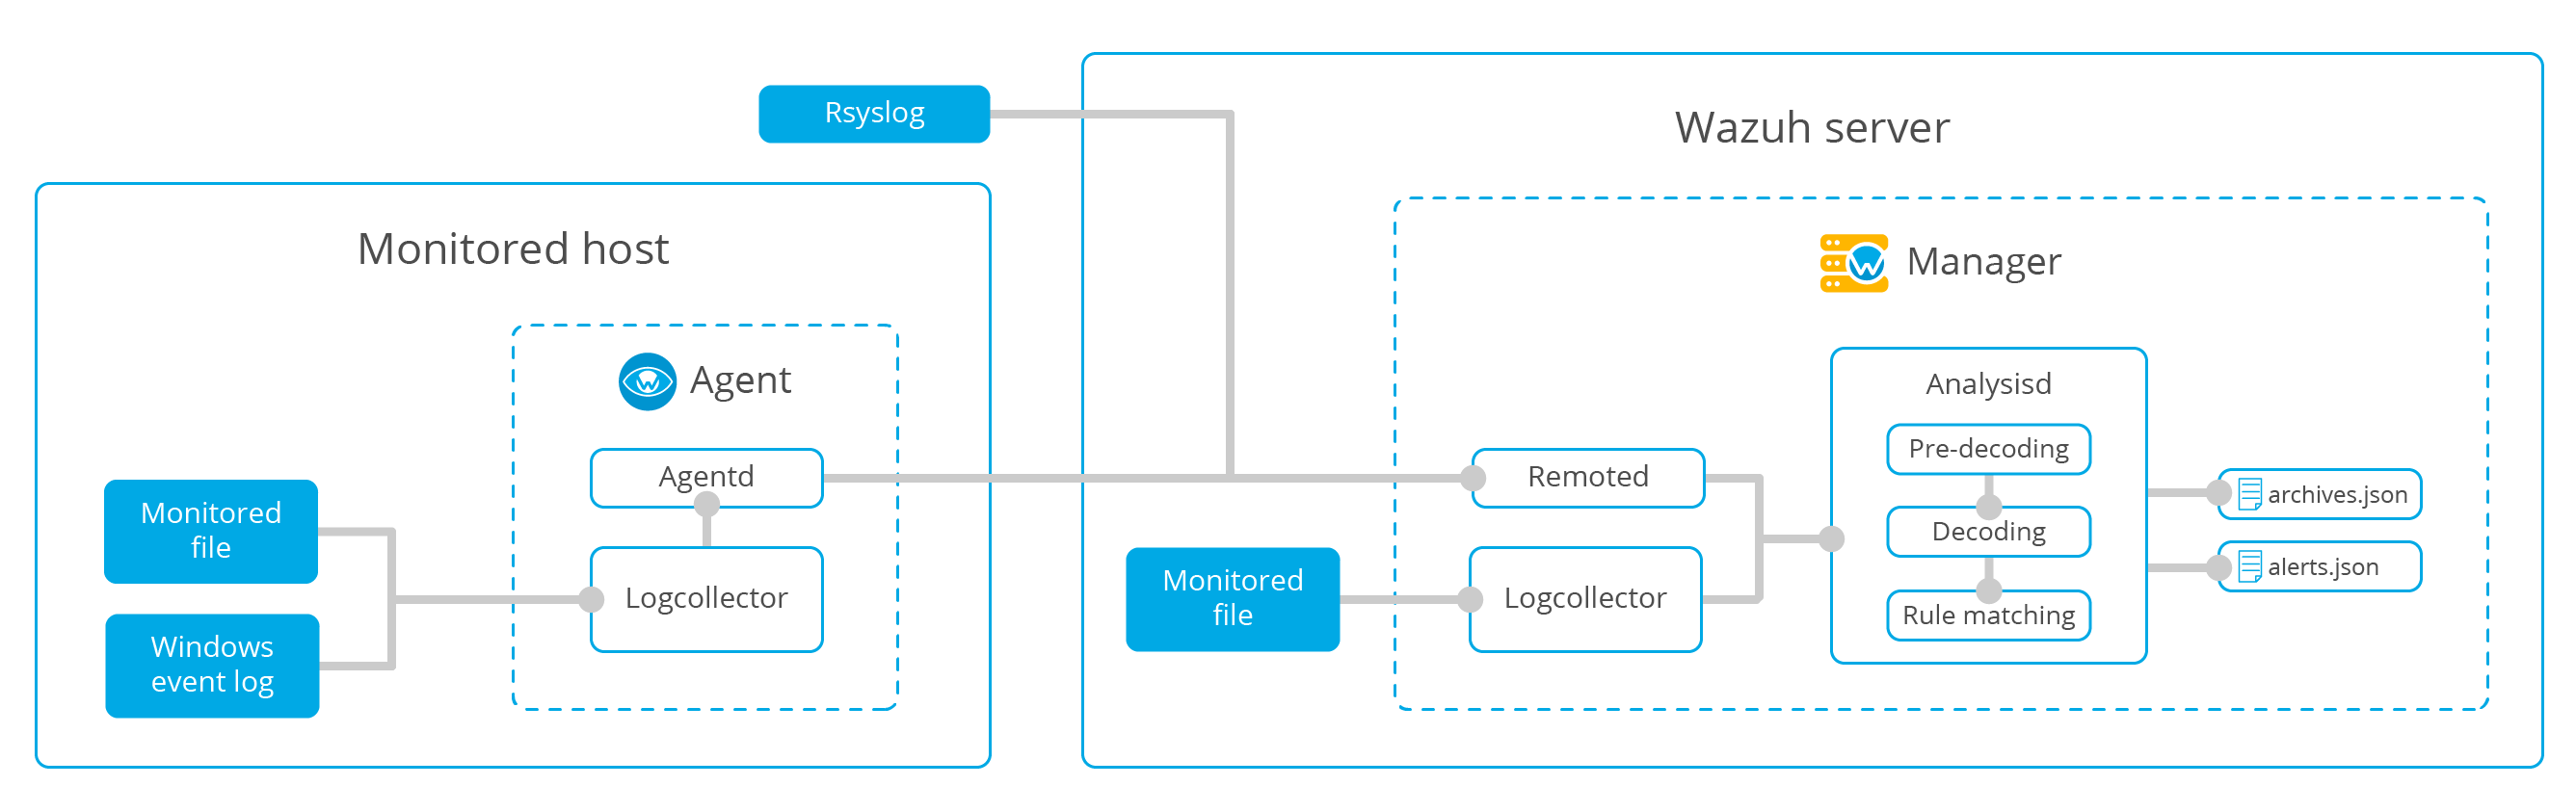 Rsyslog
Wazuh server
Monitored host
Manager
Agent
Analysisd
Agentd
Remoted
Pre-decoding
Monitored
file
archives.json
Decoding
Logcollector
Monitored
file
Logcollector
alerts.json
Rule matching
Windows
event log